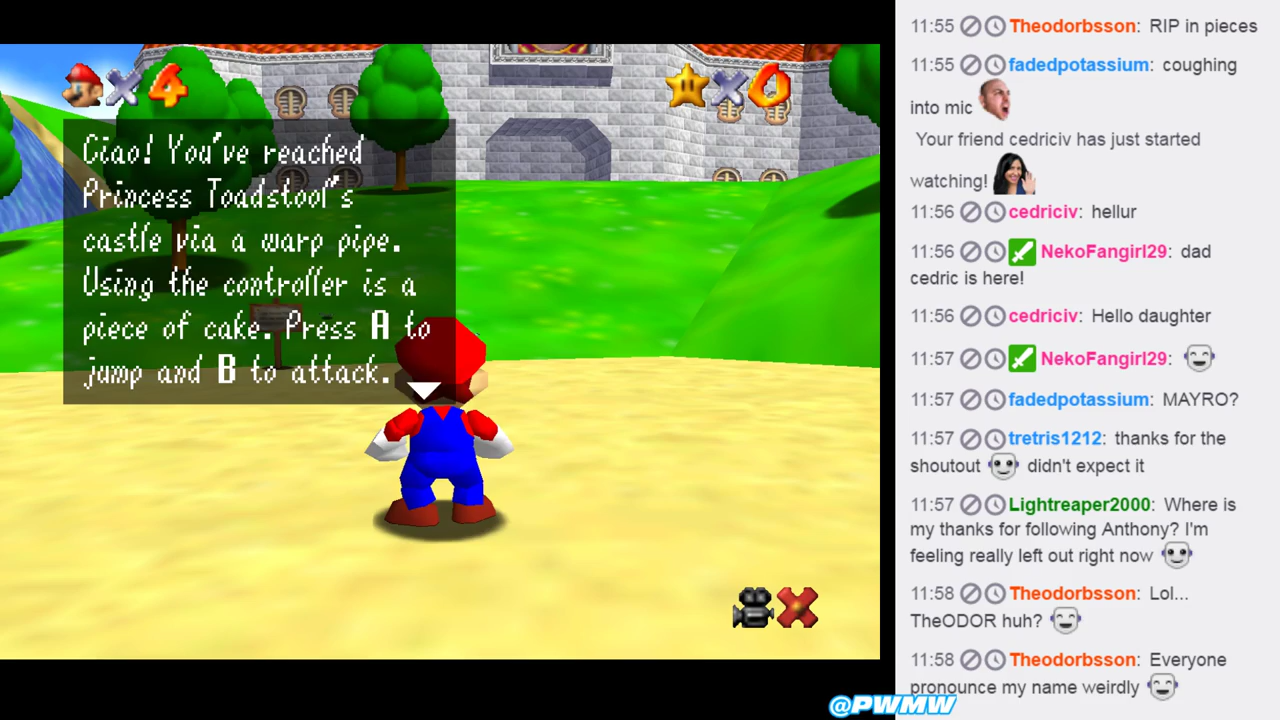 4
0
Ciao! You've reached
Princess Toadstool's
castle via a warp pipe.
Using the controller is a
piece of cake. Press A to
jump and B to attack.
11:55 Theodorbsson: RIP in pieces
11:55 fadedpotassium: coughing
into mic
Your friend cedriciv has just started
watching!
11:56 cedriciv: hellur
11:56 NekoFangirl29: dad
cedric is here!
11:56 cedriciv: Hello daughter
11:57 NekoFangirl29:
11:57 fadedpotassium: MAYRO?
11:57 tretris1212: thanks for the
shoutout didn't expect it
11:57 Lightreaper2000: Where is
my thanks for following Anthony? I'm
feeling really left out right now
11:58 Theodorbsson: Lol...
TheODOR huh?
11:58 Theodorbsson: Everyone
pronounce my name weirdly
@PWMW